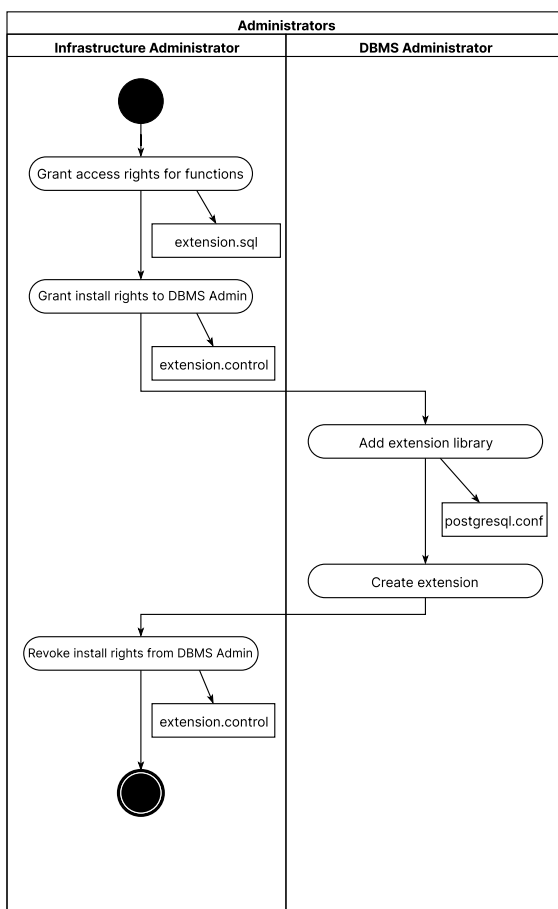 Administrators
Infrastructure Administrator
DBMS Administrator
Grant access rights for functions
extension.sql
Grant install rights to DBMS Admin
extension.control
Add extension library
postgresql.conf
Create extension
Revoke install rights from DBMS Admin
extension.control